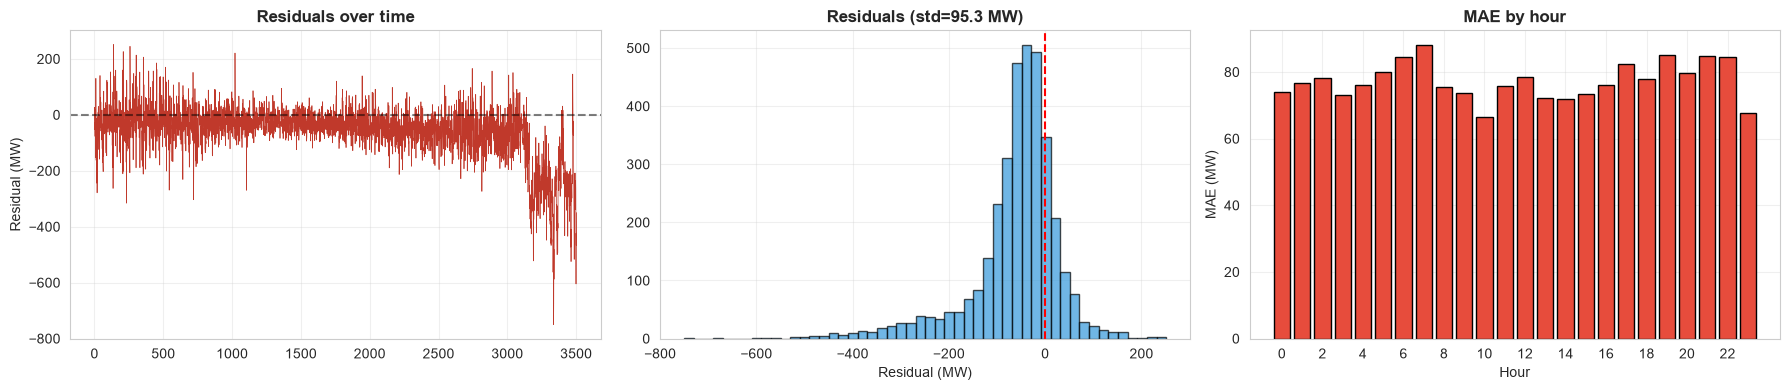 Residuals over time
Residual (MW)
200
0
−200
−400
−600
−800
0 500 1000 1500 2000 2500 3000 3500
Residuals (std=95.3 MW)
500
400
300
200
100
0
−800 −600 −400 −200 0 200
Residual (MW)
MAE by hour
MAE (MW)
80
60
40
20
0
0 2 4 6 8 10 12 14 16 18 20 22
Hour